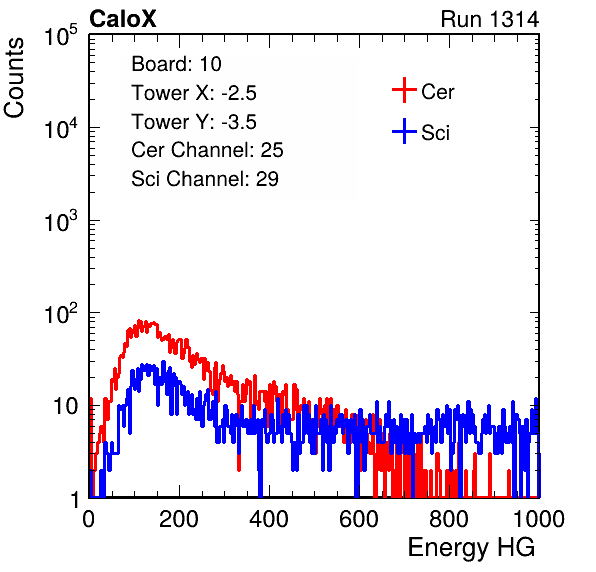 CaloX Run 1314
Counts
10^5
10^4
10^3
10^2
10
1
Board: 10
Tower X: -2.5
Tower Y: -3.5
Cer Channel: 25
Sci Channel: 29
Cer
Sci
0 200 400 600 800 1000
Energy HG